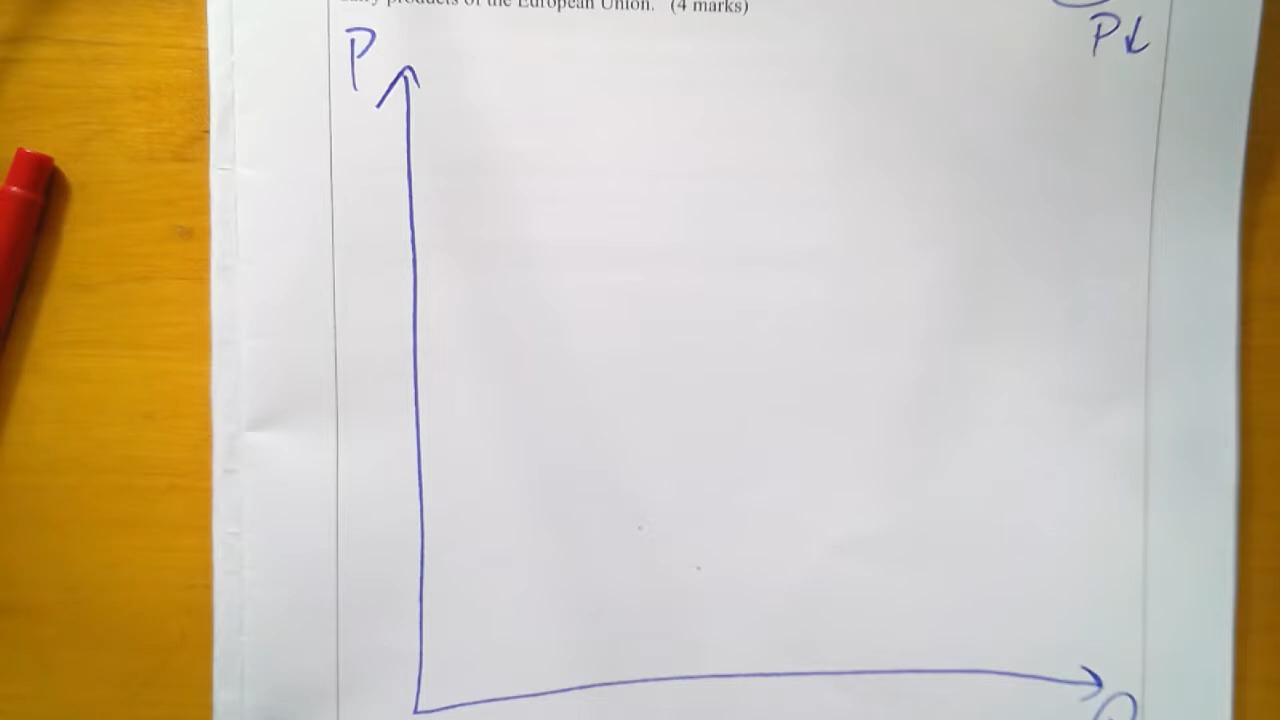 products of the European Union. (4 marks)
P↓
P
Q